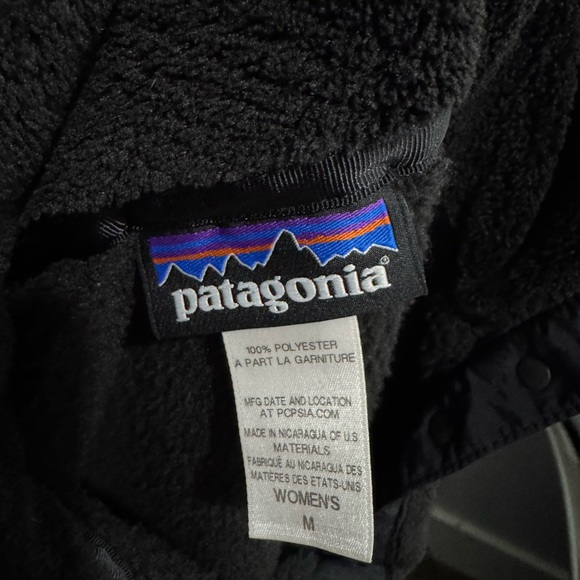 patagonia®
100% POLYESTER
A PART LA GARNITURE
MFG DATE AND LOCATION
AT PCPSIA.COM
MADE IN NICARAGUA OF U.S.
MATERIALS
FABRIQUÉ AU NICARAGUA DES
MATIÈRES DES ETATS-UNIS
WOMEN'S
M